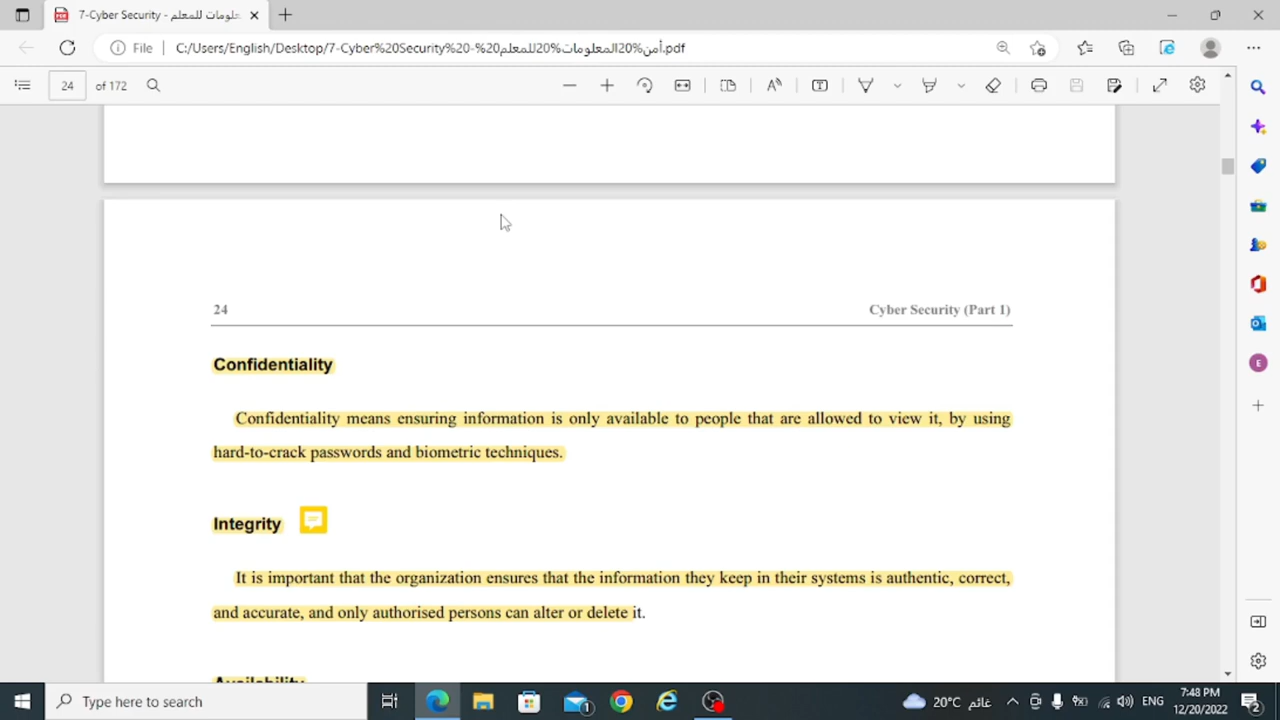 7-Cyber Security - أمن المعلومات للمعلم
File
C:/Users/English/Desktop/7-Cyber%20Security%20-%20أمن%20المعلومات%20للمعلم.pdf
24 of 172
24 Cyber Security (Part 1)
Confidentiality
Confidentiality means ensuring information is only available to people that are allowed to view it, by using
hard-to-crack passwords and biometric techniques.
Integrity
It is important that the organization ensures that the information they keep in their systems is authentic, correct,
and accurate, and only authorised persons can alter or delete it.
Availability
Type here to search
20°C غائم
ENG
7:48 PM
12/20/2022